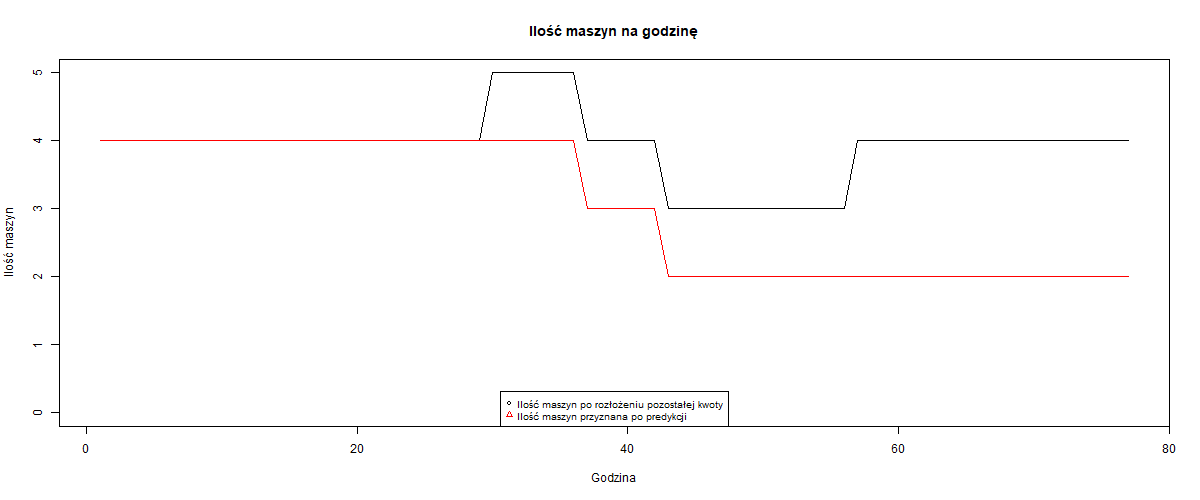 Ilość maszyn na godzinę
Ilość maszyn
5
4
3
2
1
0
Ilość maszyn po rozłożeniu pozostałej kwoty
Ilość maszyn przyznana po predykcji
0 20 40 60 80
Godzina